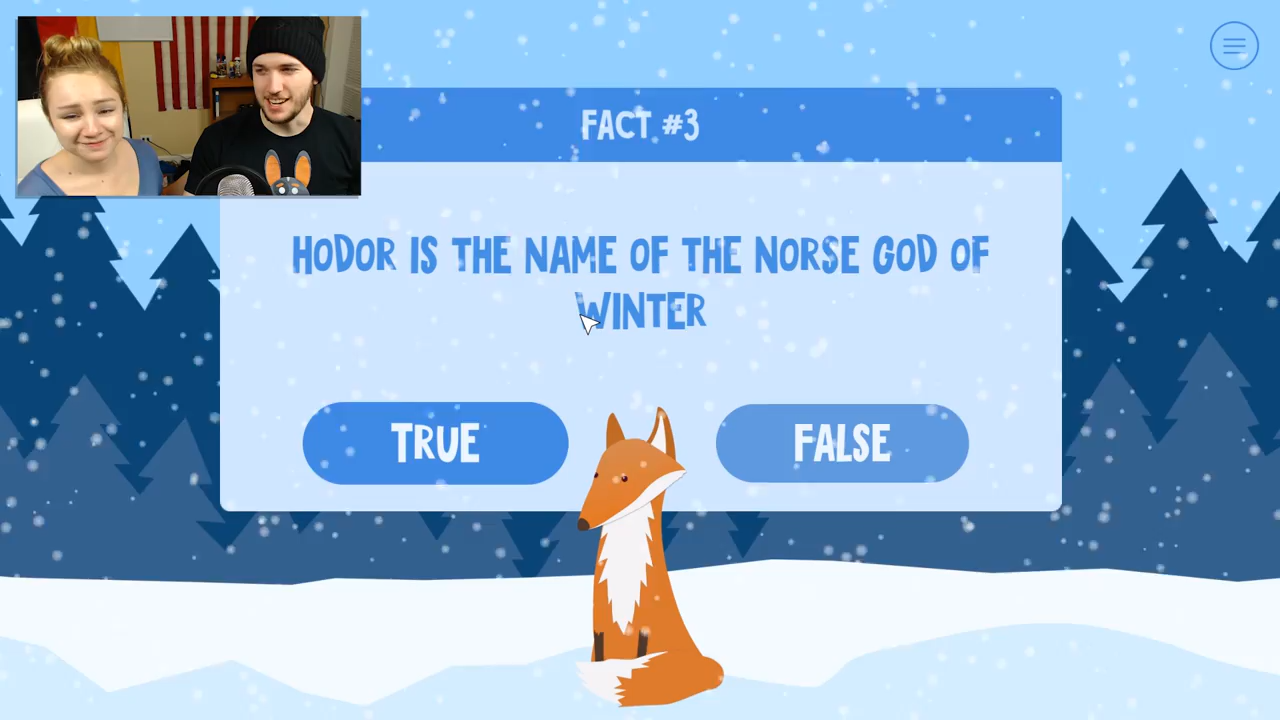 FACT #3
HODOR IS THE NAME OF THE NORSE GOD OF
WINTER
TRUE
FALSE